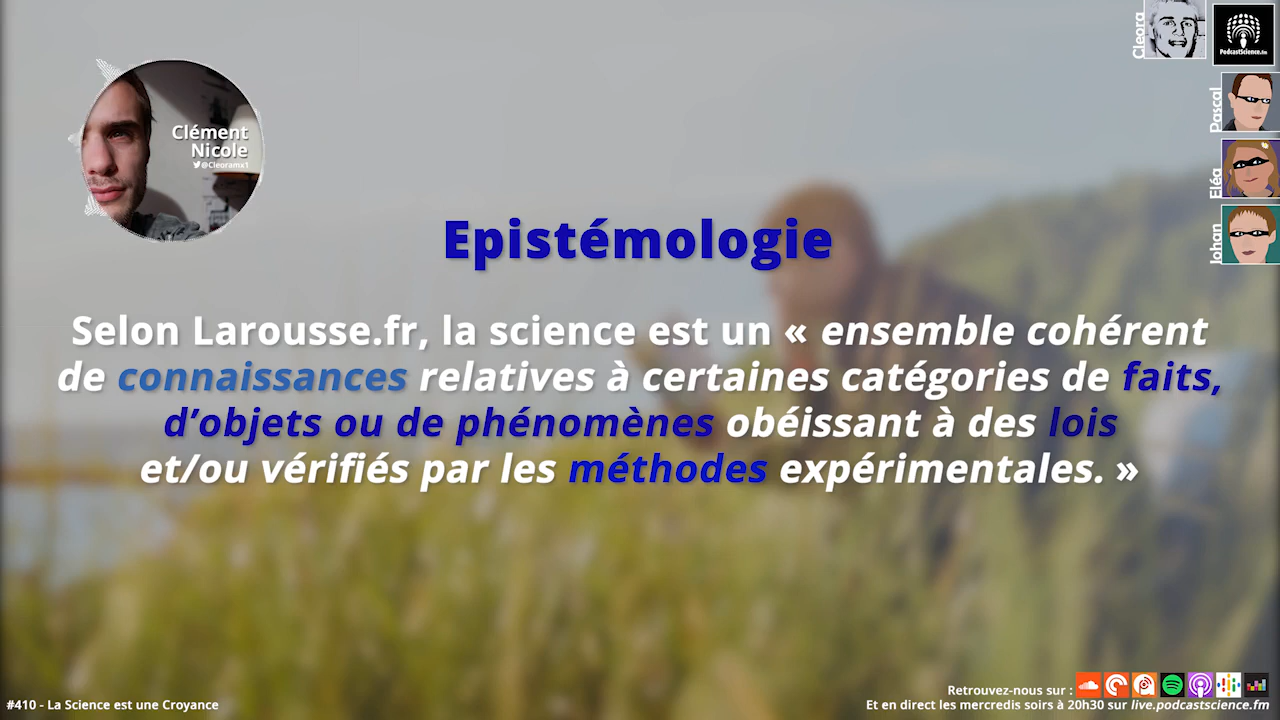 Cleora
PodcastScience.fm
Pascal
Eléa
Johan
Clément
Nicole
@Cleoramx1
Epistémologie
Selon Larousse.fr, la science est un « ensemble cohérent
de connaissances relatives à certaines catégories de faits,
d’objets ou de phénomènes obéissant à des lois
et/ou vérifiés par les méthodes expérimentales. »
Retrouvez-nous sur :
#410 - La Science est une Croyance
Et en direct les mercredis soirs à 20h30 sur live.podcastscience.fm